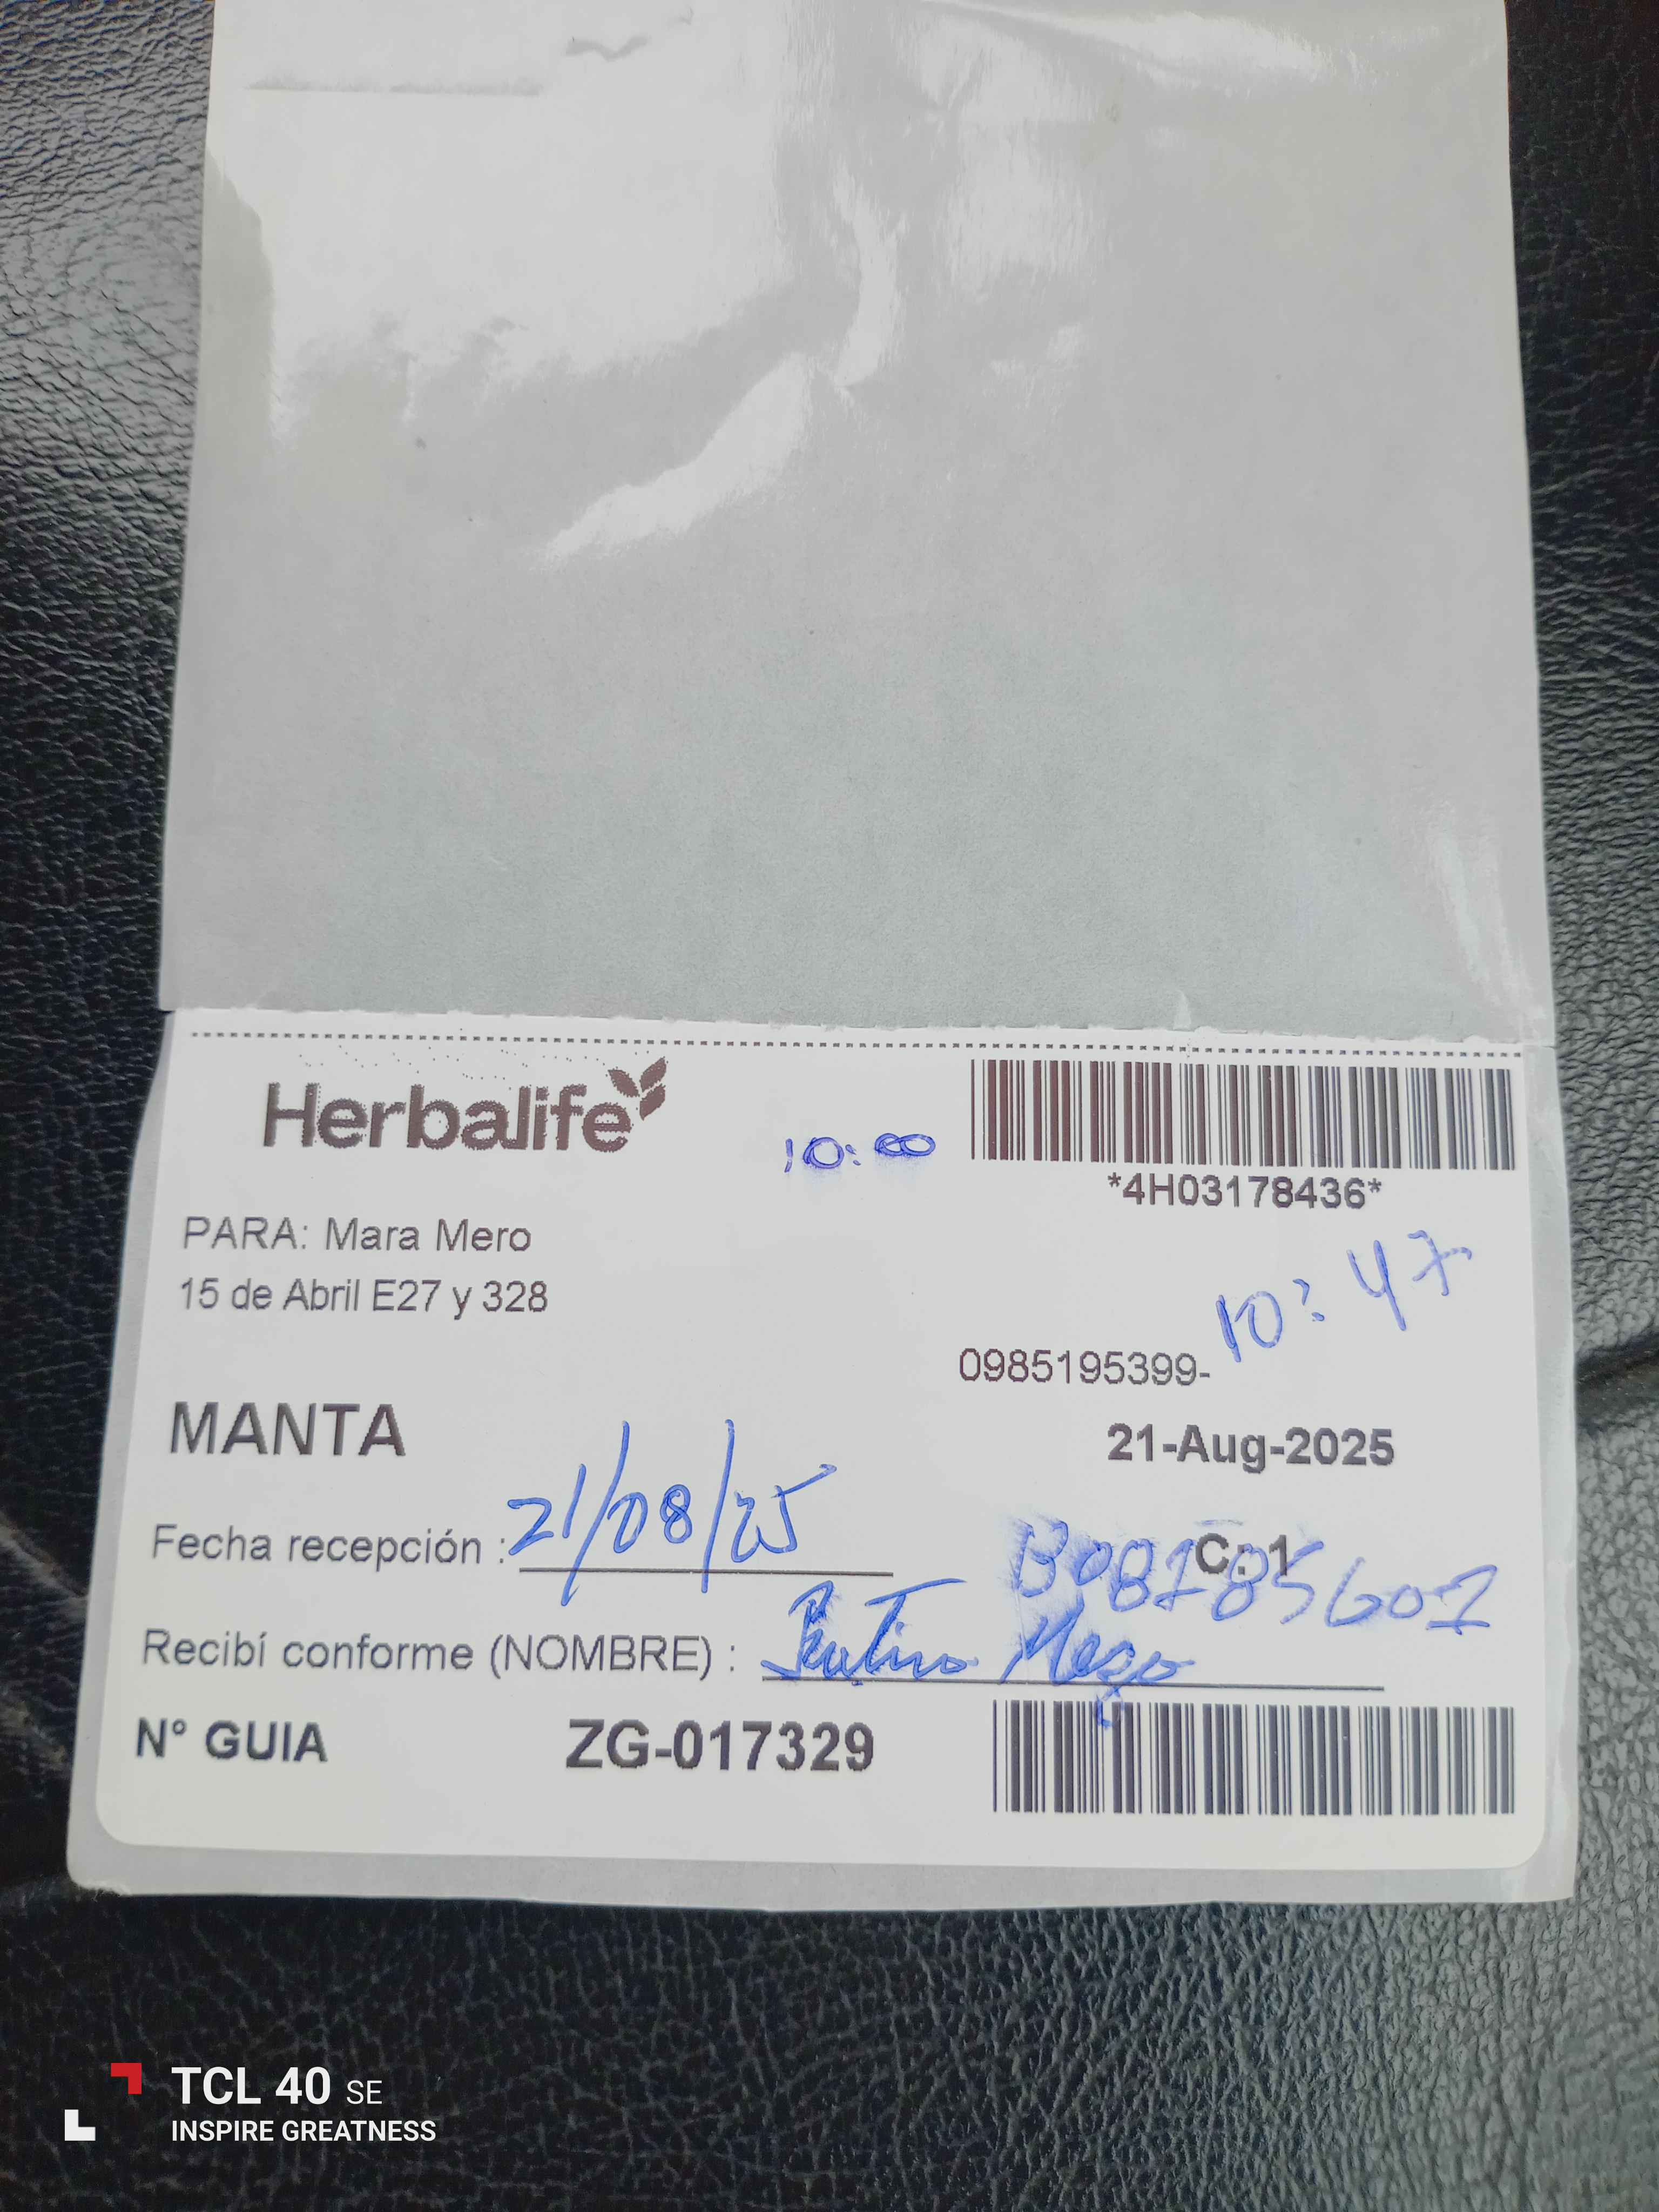 Herbalife
10:00
*4H03178436*
PARA: Mara Mero
15 de Abril E27 y 328
10:47
0985195399-
MANTA
21-Aug-2025
Fecha recepción : 21/08/25
C: 1
Recibí conforme (NOMBRE) :
N° GUIA ZG-017329
TCL 40 SE
INSPIRE GREATNESS